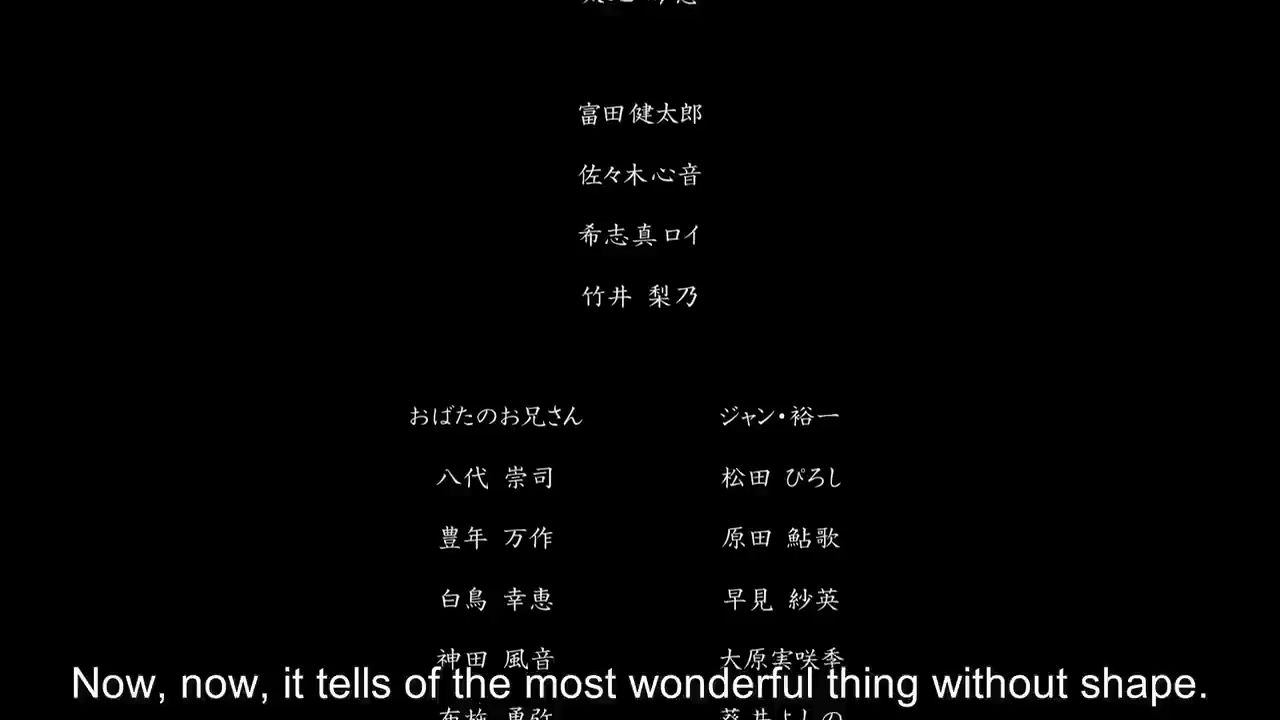 富田健太郎
佐々木心音
希志真ロイ
竹井 梨乃
おばたのお兄さん ジャン・裕一
八代 崇司 松田 ぴろし
豊年 万作 原田 鮎歌
白鳥 幸恵 早見 紗英
神田 風音 大原実咲季
Now, now, it tells of the most wonderful thing without shape.